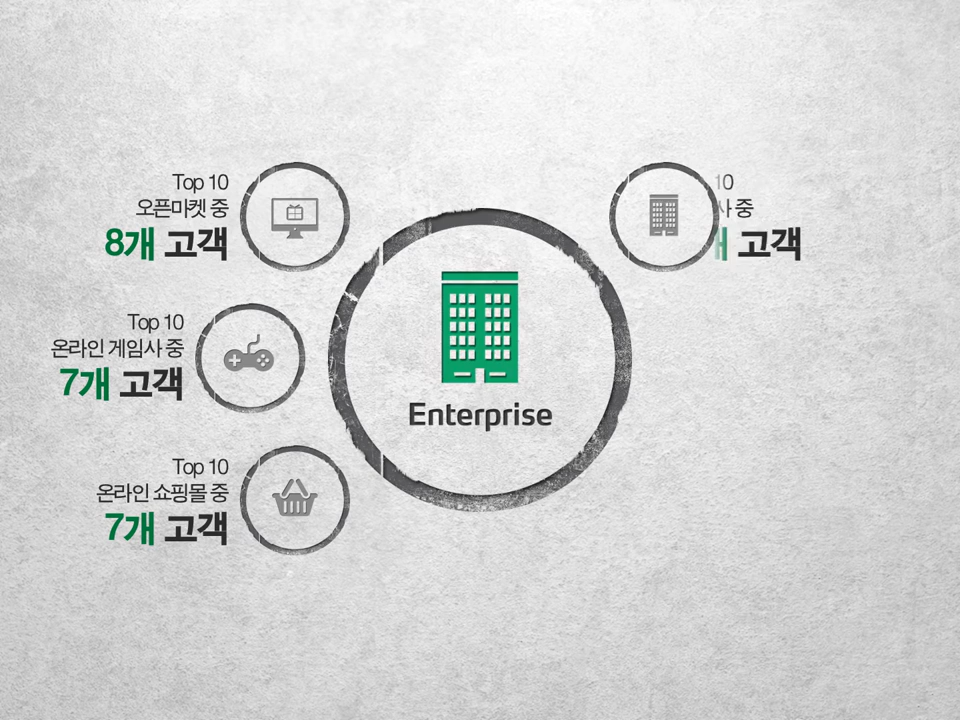 Top 10
오픈마켓 중
8개 고객
Top 10
온라인 게임사 중
7개 고객
Top 10
온라인 쇼핑몰 중
7개 고객
Enterprise
10
중
고객